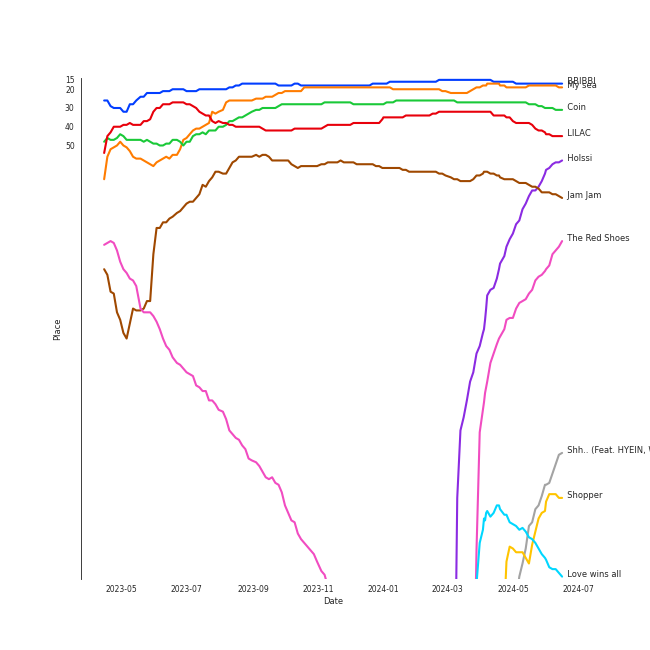 15
BBIBBI
My sea
20
30
Coin
40
LILAC
50
Holssi
Jam Jam
The Red Shoes
Place
Shh.. (Feat. HYEIN,
Shopper
Love wins all
2023-05
2023-07
2023-09
2023-11
2024-01
2024-03
2024-05
2024-07
Date